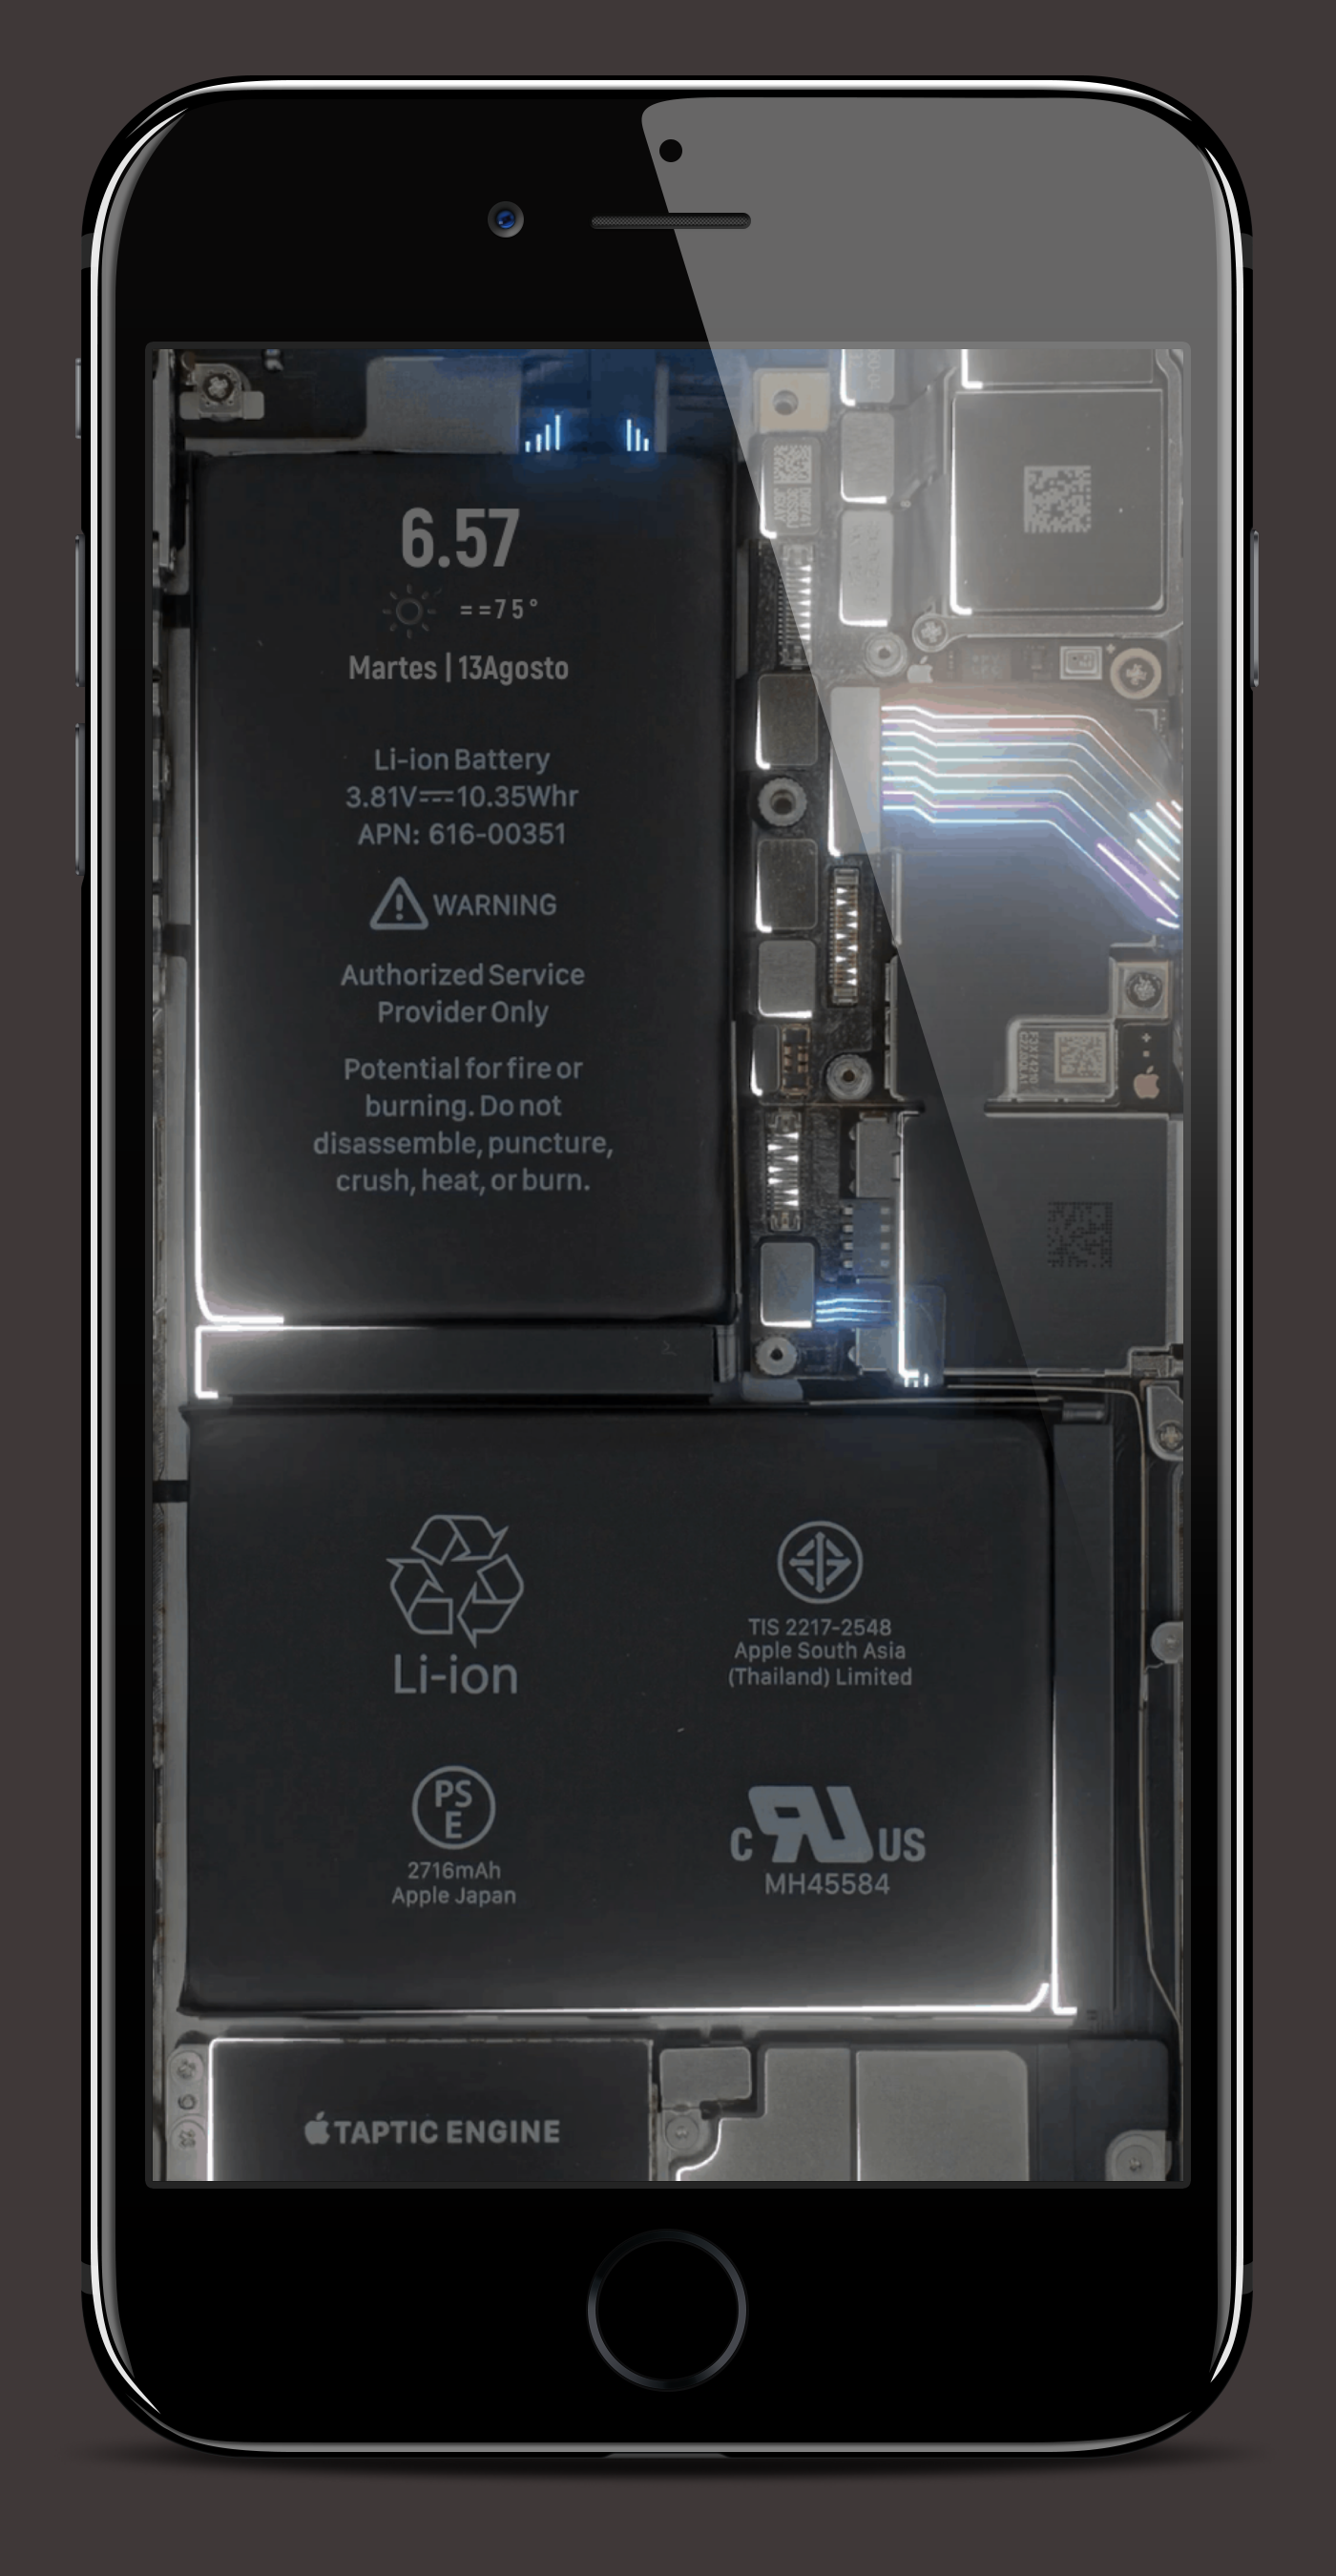 6.57
==75°
Martes | 13Agosto
Li-ion Battery
3.81V⎓10.35Whr
APN: 616-00351
WARNING
Authorized Service
Provider Only
Potential for fire or
burning. Do not
disassemble, puncture,
crush, heat, or burn.
Li-ion
TIS 2217-2548
Apple South Asia
(Thailand) Limited
PS
E
2716mAh
Apple Japan
c RU US
MH45584
TAPTIC ENGINE